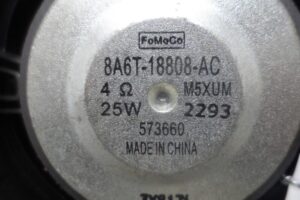 FoMoCo
8A6T-18808-AC
4 Ω M5XUM
25W 2293
573660
MADE IN CHINA